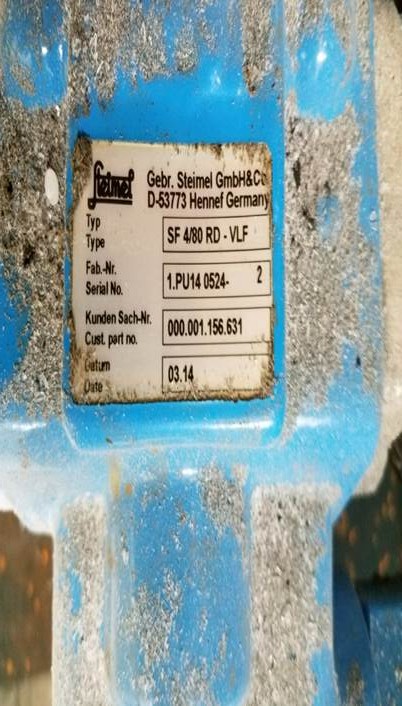 Steimel
Gebr. Steimel GmbH&Co
D-53773 Hennef Germany
Typ
Type
SF 4/80 RD - VLF
Fab.-Nr.
Serial No.
1.PU14 0524- 2
Kunden Sach-Nr.
Cust. part no.
000.001.156.631
Datum
Date
03.14